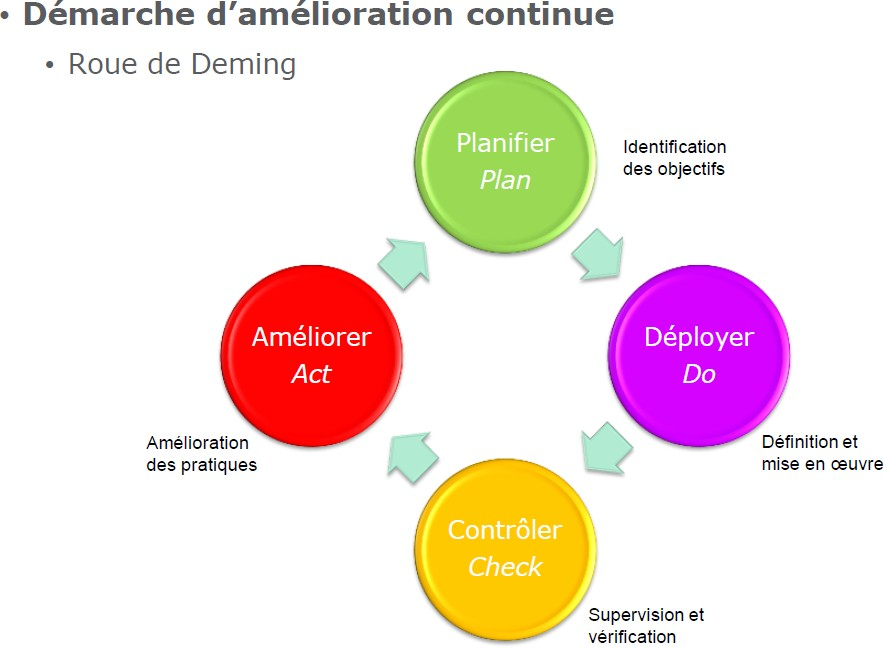 • Démarche d’amélioration continue
• Roue de Deming
Planifier
Plan
Identification
des objectifs
Déployer
Do
Définition et
mise en œuvre
Contrôler
Check
Supervision et
vérification
Améliorer
Act
Amélioration
des pratiques